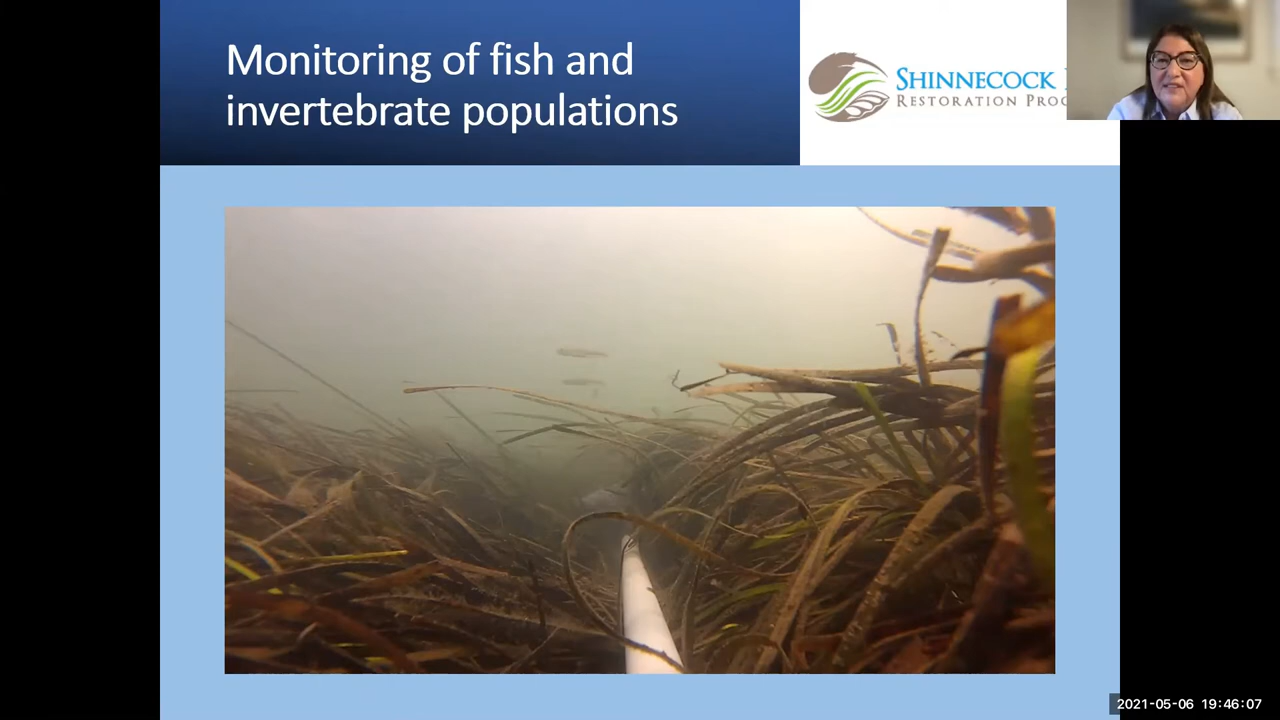 Monitoring of fish and
invertebrate populations
SHINNECOCK
RESTORATION
2021-05-06 19:46:07